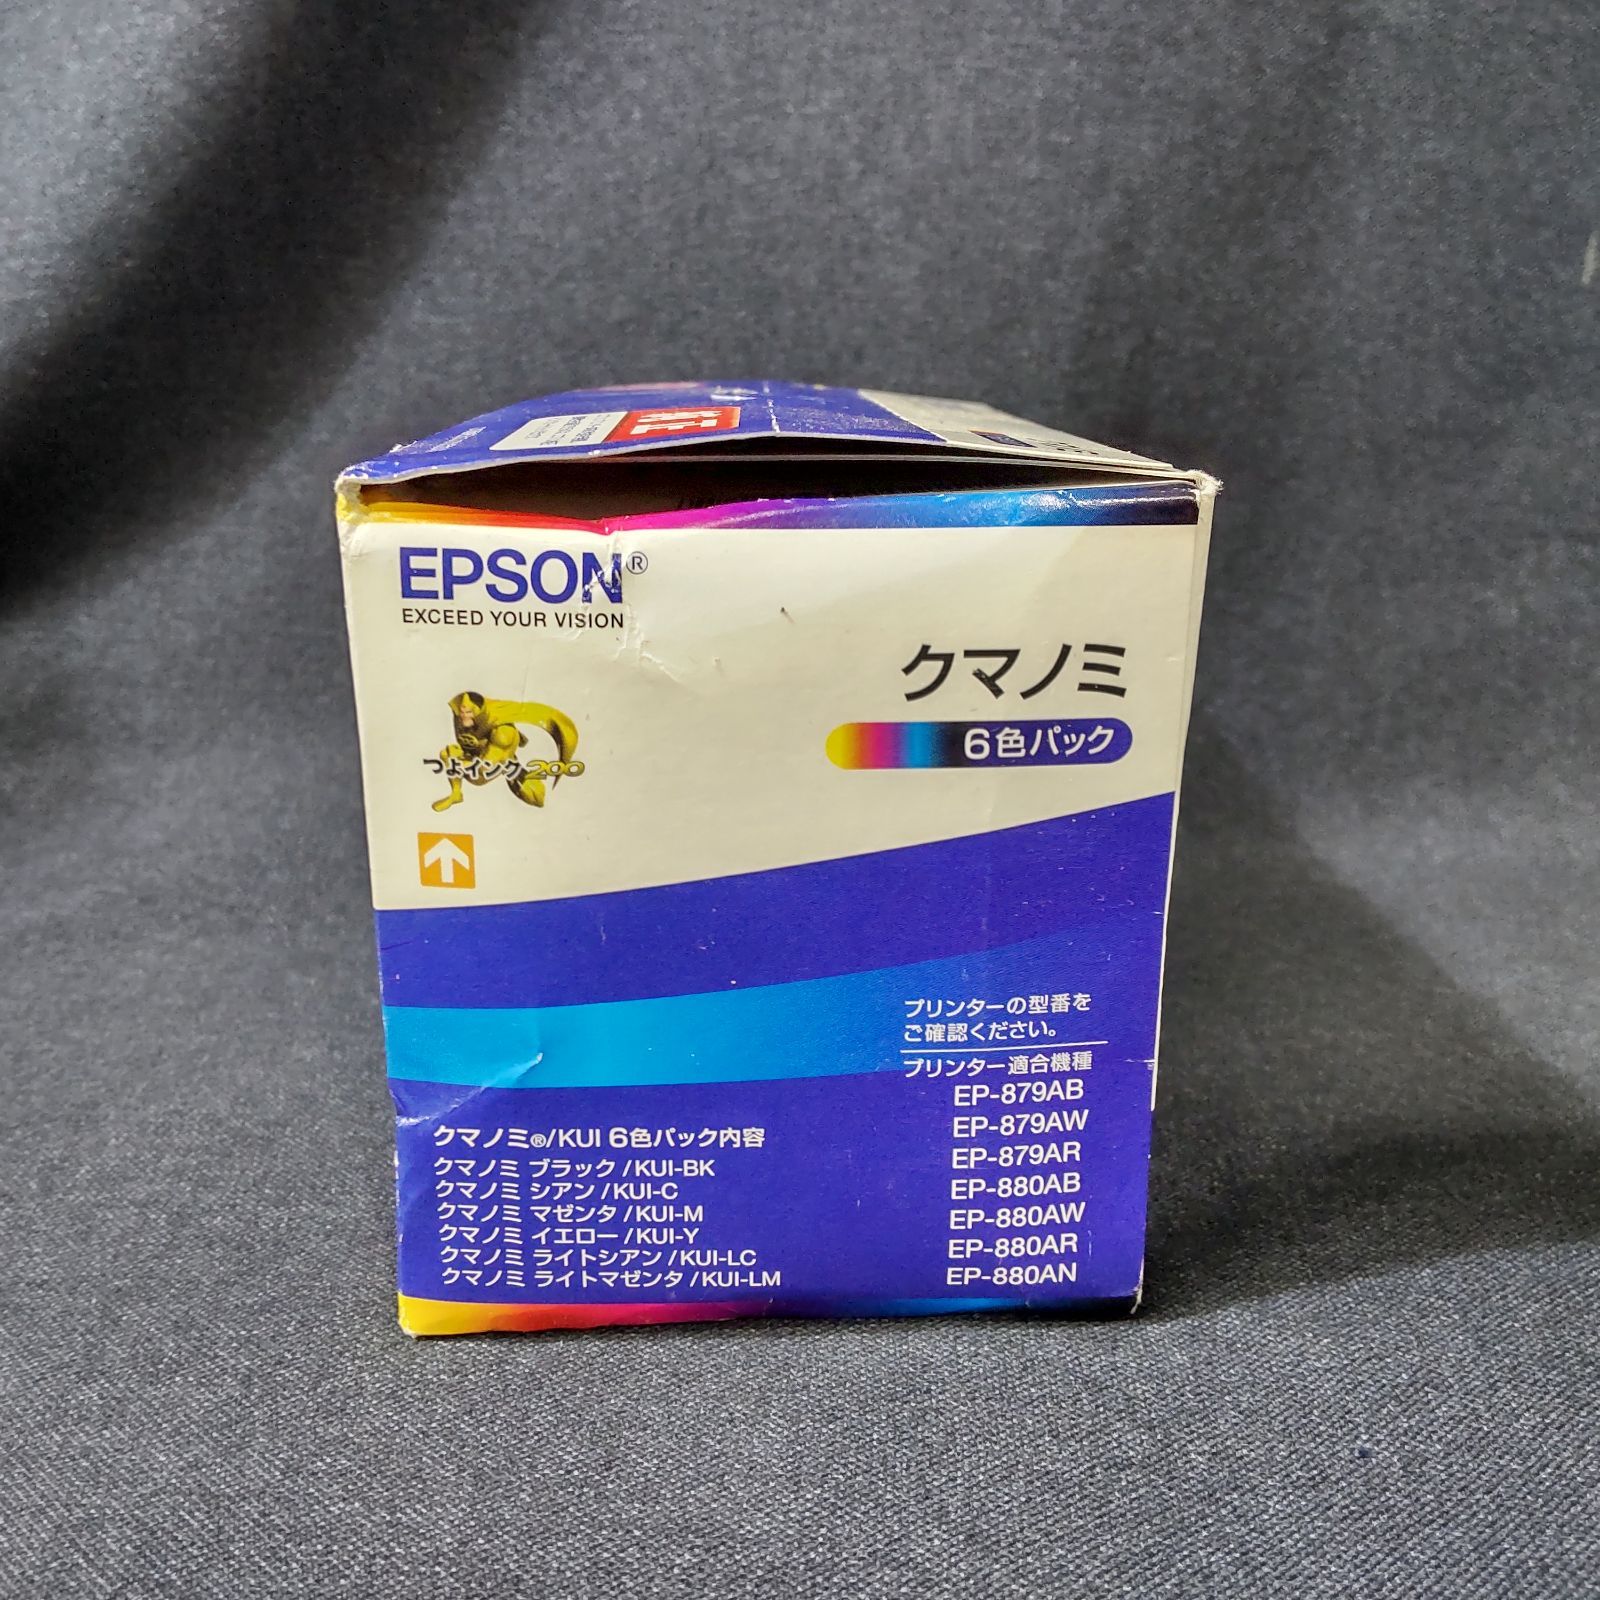 純正
EPSON®
EXCEED YOUR VISION
クマノミ
6色パック
つよインク200
プリンターの型番を
ご確認ください。
プリンター適合機種
EP-879AB
EP-879AW
EP-879AR
EP-880AB
EP-880AW
EP-880AR
EP-880AN
クマノミ®/KUI 6色パック内容
クマノミ ブラック/KUI-BK
クマノミ シアン/KUI-C
クマノミ マゼンタ/KUI-M
クマノミ イエロー/KUI-Y
クマノミ ライトシアン/KUI-LC
クマノミ ライトマゼンタ/KUI-LM